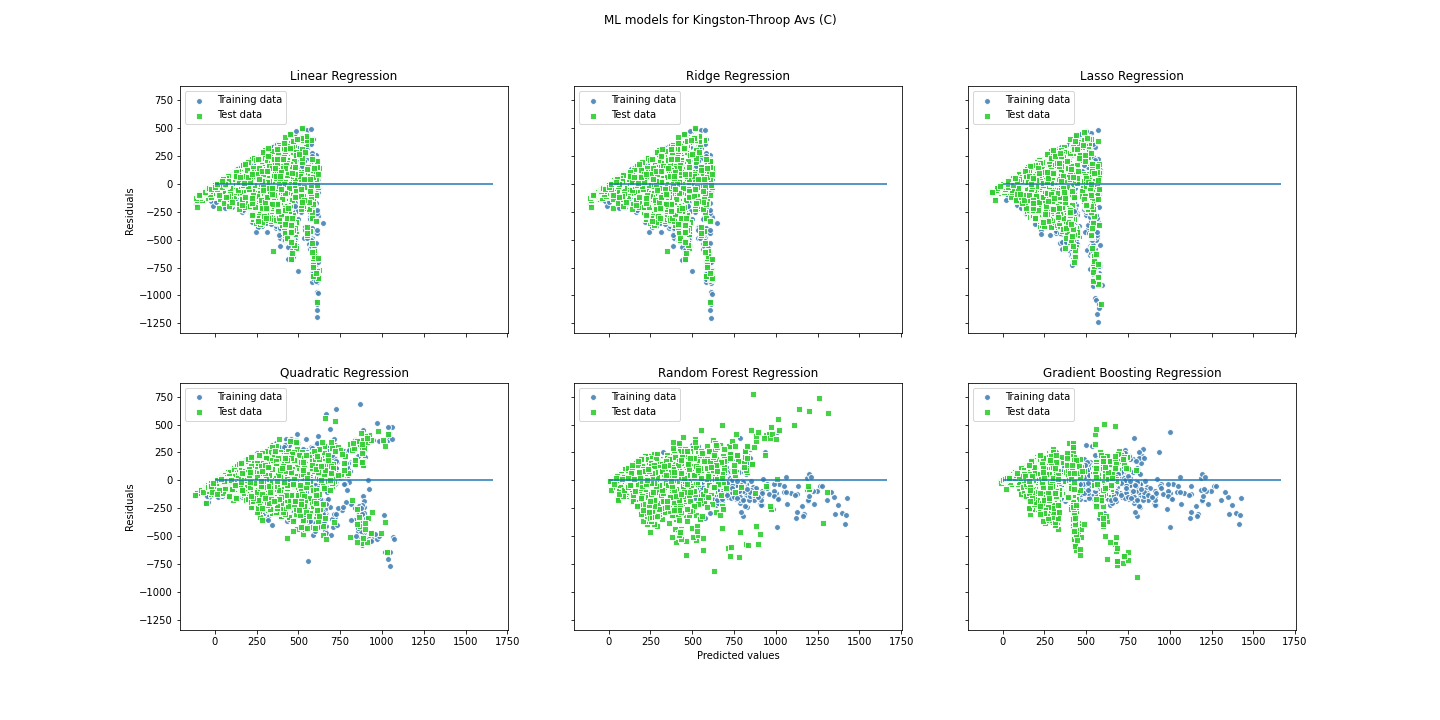 ML models for Kingston-Throop Avs (C)
Linear Regression
Ridge Regression
Lasso Regression
Training data
Test data
Training data
Test data
Training data
Test data
750
500
250
0
−250
−500
−750
−1000
−1250
Residuals
Quadratic Regression
Random Forest Regression
Gradient Boosting Regression
Training data
Test data
Training data
Test data
Training data
Test data
750
500
250
0
−250
−500
−750
−1000
−1250
Residuals
0 250 500 750 1000 1250 1500 1750
0 250 500 750 1000 1250 1500 1750
0 250 500 750 1000 1250 1500 1750
Predicted values